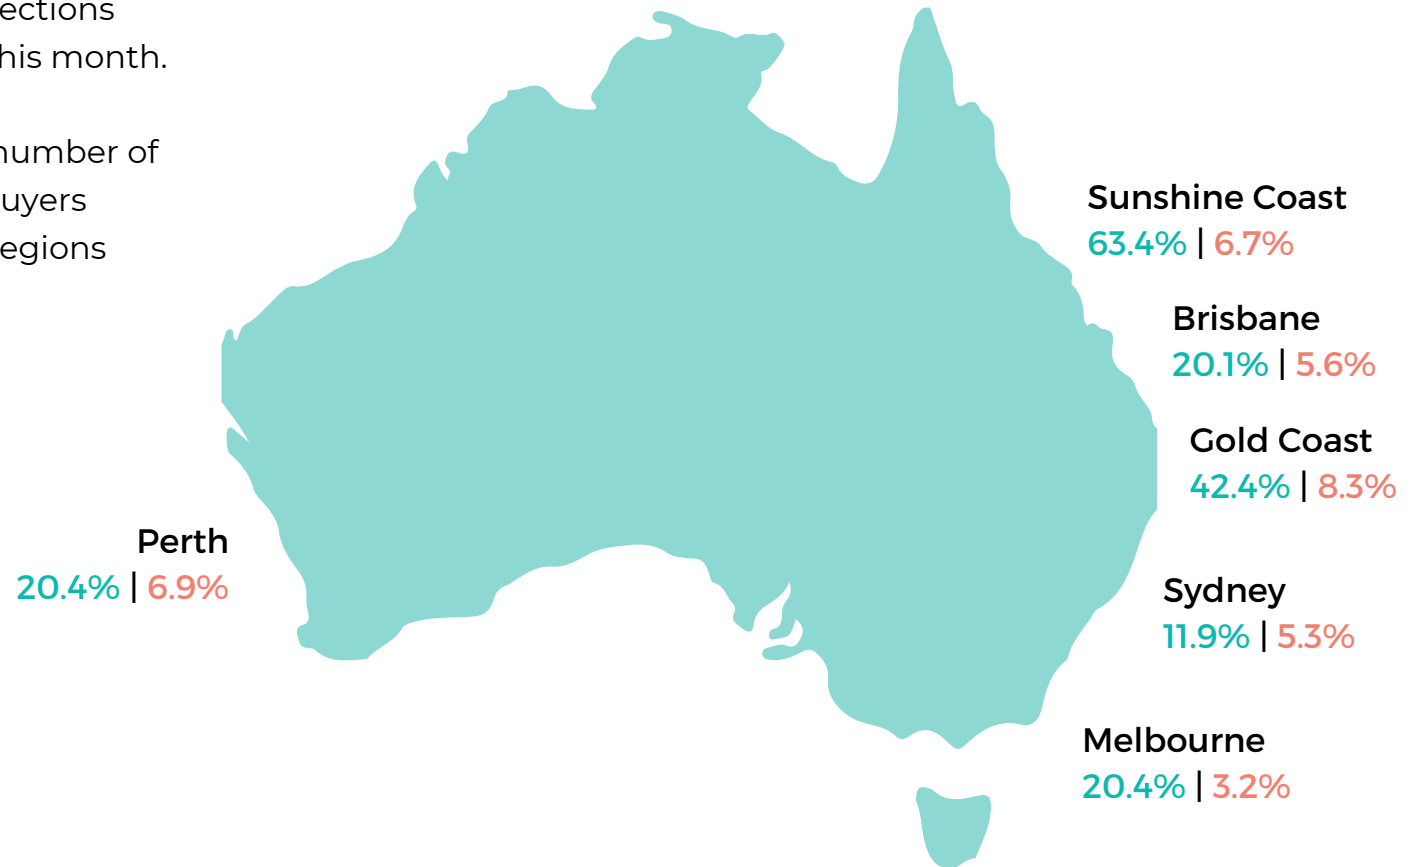 ections
his month.
number of
uyers
egions
Sunshine Coast
63.4% | 6.7%
Brisbane
20.1% | 5.6%
Gold Coast
42.4% | 8.3%
Perth
20.4% | 6.9%
Sydney
11.9% | 5.3%
Melbourne
20.4% | 3.2%